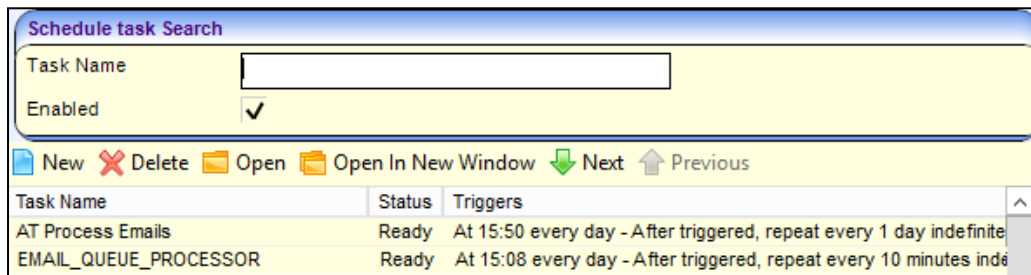 Schedule task Search
Task Name
Enabled
New Delete Open Open In New Window Next Previous
Task Name Status Triggers
AT Process Emails Ready At 15:50 every day - After triggered, repeat every 1 day indefinite
EMAIL_QUEUE_PROCESSOR Ready At 15:08 every day - After triggered, repeat every 10 minutes inde